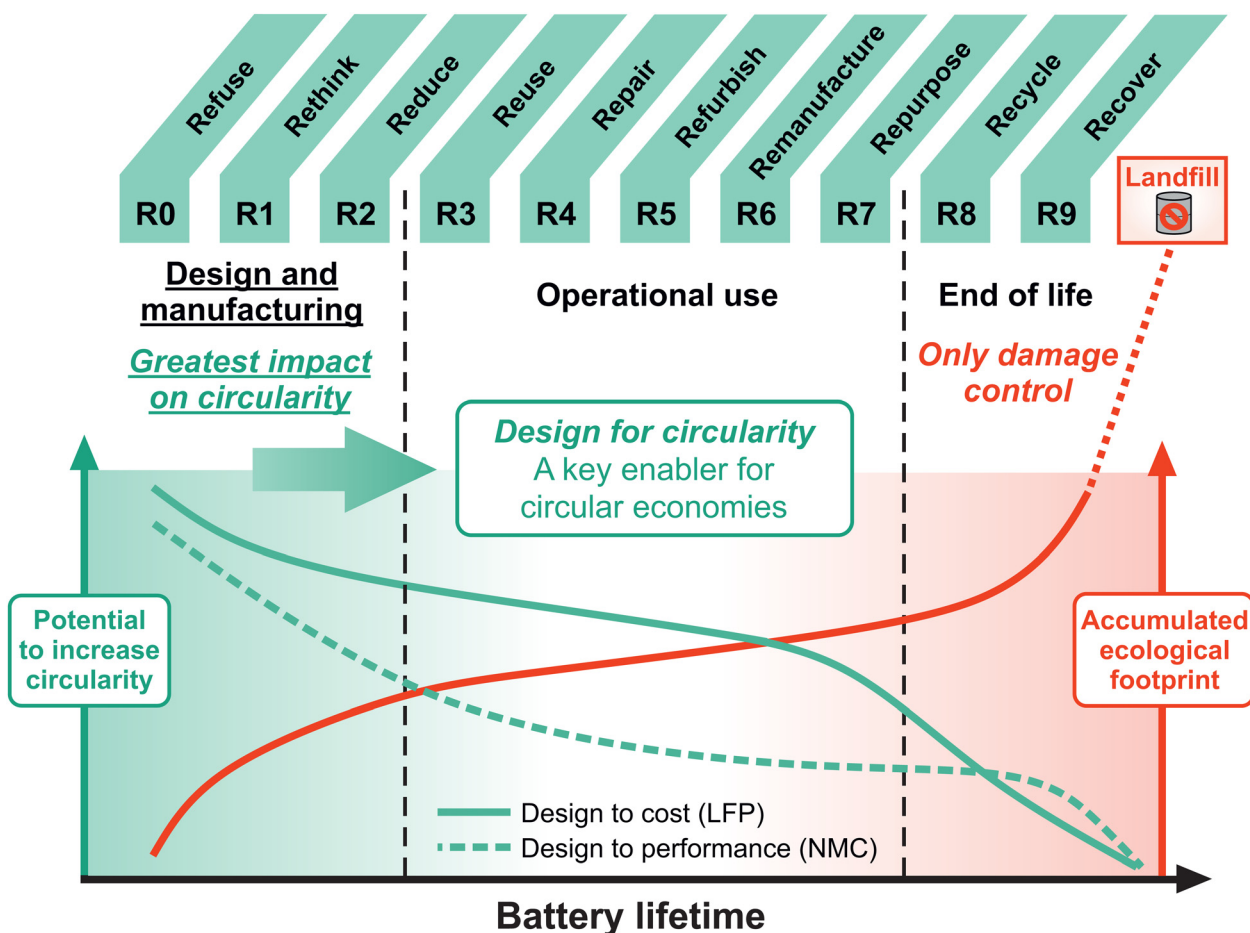 Refuse
Rethink
Reduce
Reuse
Repair
Refurbish
Remanufacture
Repurpose
Recycle
Recover
R0
R1
R2
R3
R4
R5
R6
R7
R8
R9
Landfill
Design and
manufacturing
Operational use
End of life
Greatest impact
on circularity
Only damage
control
Design for circularity
A key enabler for
circular economies
Potential
to increase
circularity
Accumulated
ecological
footprint
Design to cost (LFP)
Design to performance (NMC)
Battery lifetime